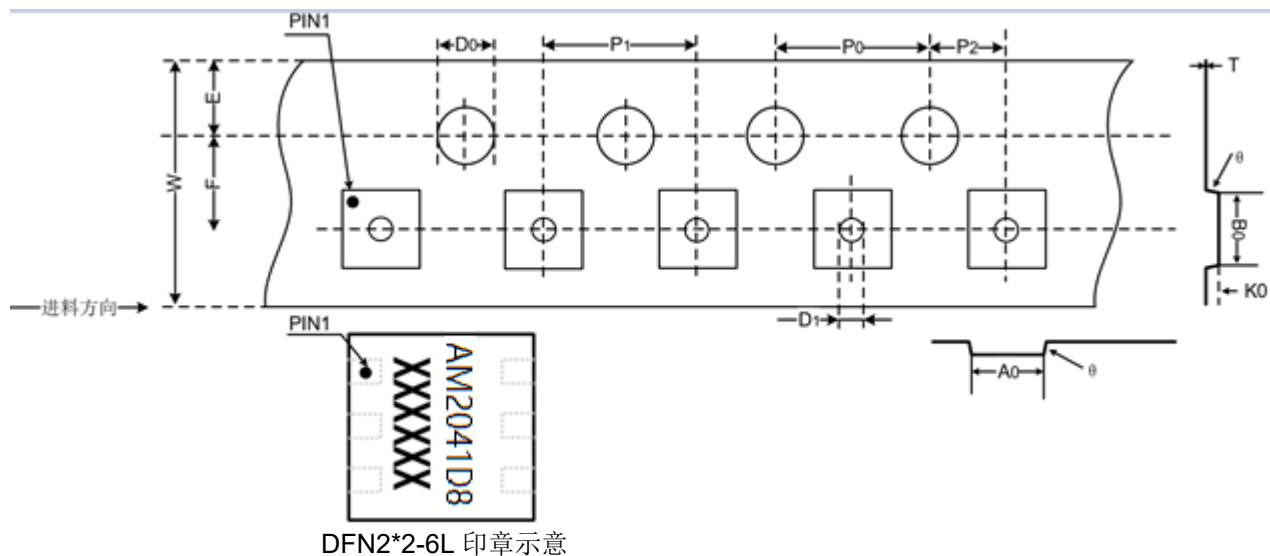 PIN1
D0
P1
P0
P2
T
E
W
F
θ
B0
K0
进料方向
D1
PIN1
A0
θ
AM2041D8
XXXXX
DFN2*2-6L 印章示意